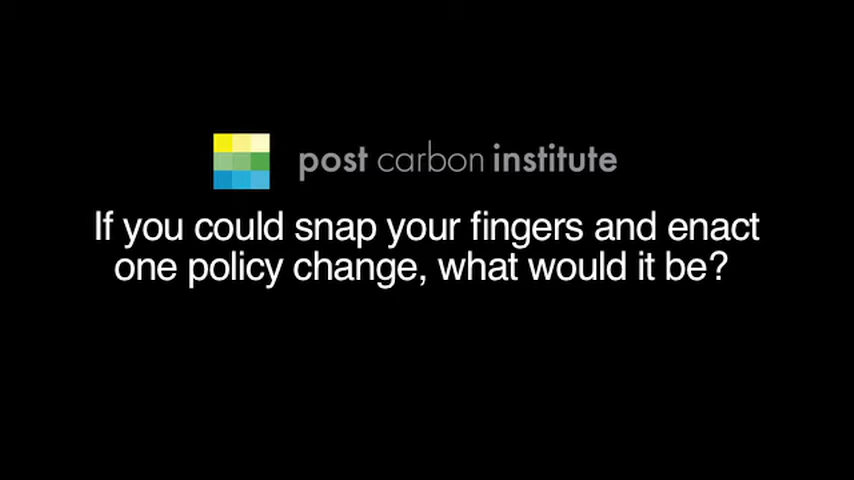 post carbon institute
If you could snap your fingers and enact
one policy change, what would it be?